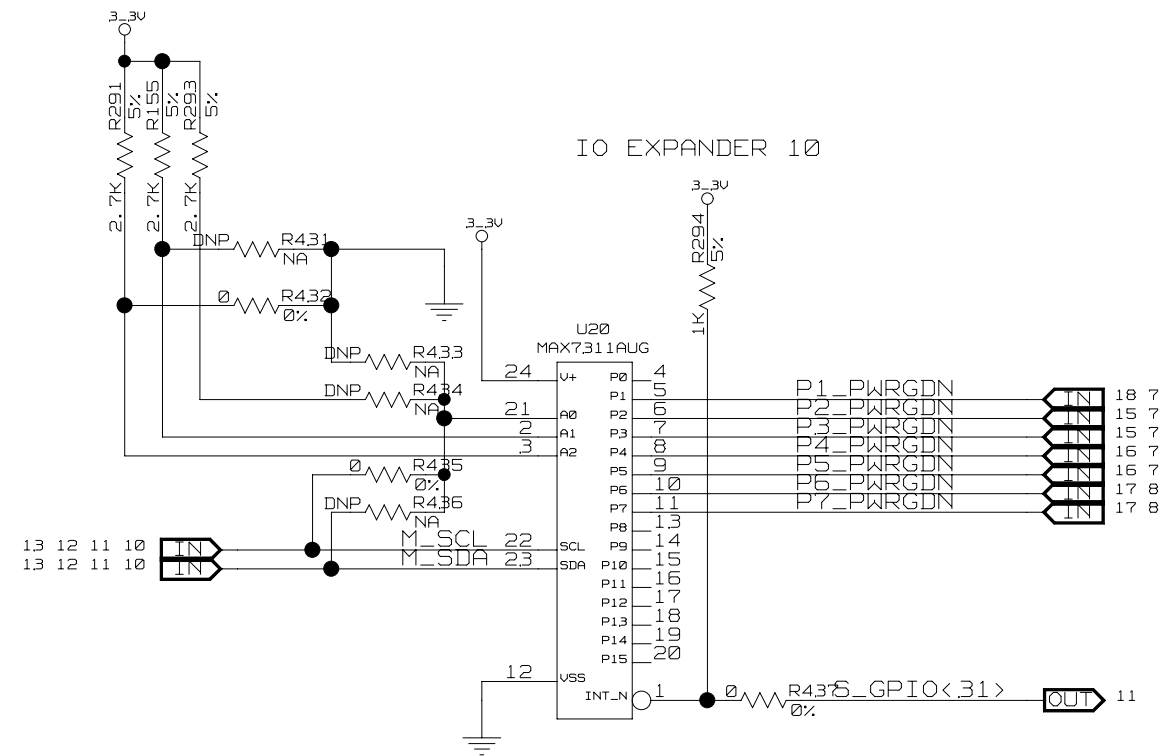 3_3V
R291
5%
2.7K
R155
5%
2.7K
R293
5%
2.7K
IO EXPANDER 10
3_3V
R294
5%
1K
3_3V
DNP
R431
NA
0
R432
0%
DNP
R433
NA
DNP
R434
NA
0
R435
0%
DNP
R436
NA
U20
MAX7311AUG
24 V+
21 A0
2 A1
3 A2
13 12 11 10 IN M_SCL 22 SCL
13 12 11 10 IN M_SDA 23 SDA
12 VSS
P0 4
P1 5 P1_PWRGDN IN 18 7
P2 6 P2_PWRGDN IN 15 7
P3 7 P3_PWRGDN IN 15 7
P4 8 P4_PWRGDN IN 16 7
P5 9 P5_PWRGDN IN 16 7
P6 10 P6_PWRGDN IN 17 8
P7 11 P7_PWRGDN IN 17 8
P8 13
P9 14
P10 15
P11 16
P12 17
P13 18
P14 19
P15 20
INT_N 1
0
R437
0%
S_GPIO<31> OUT 11